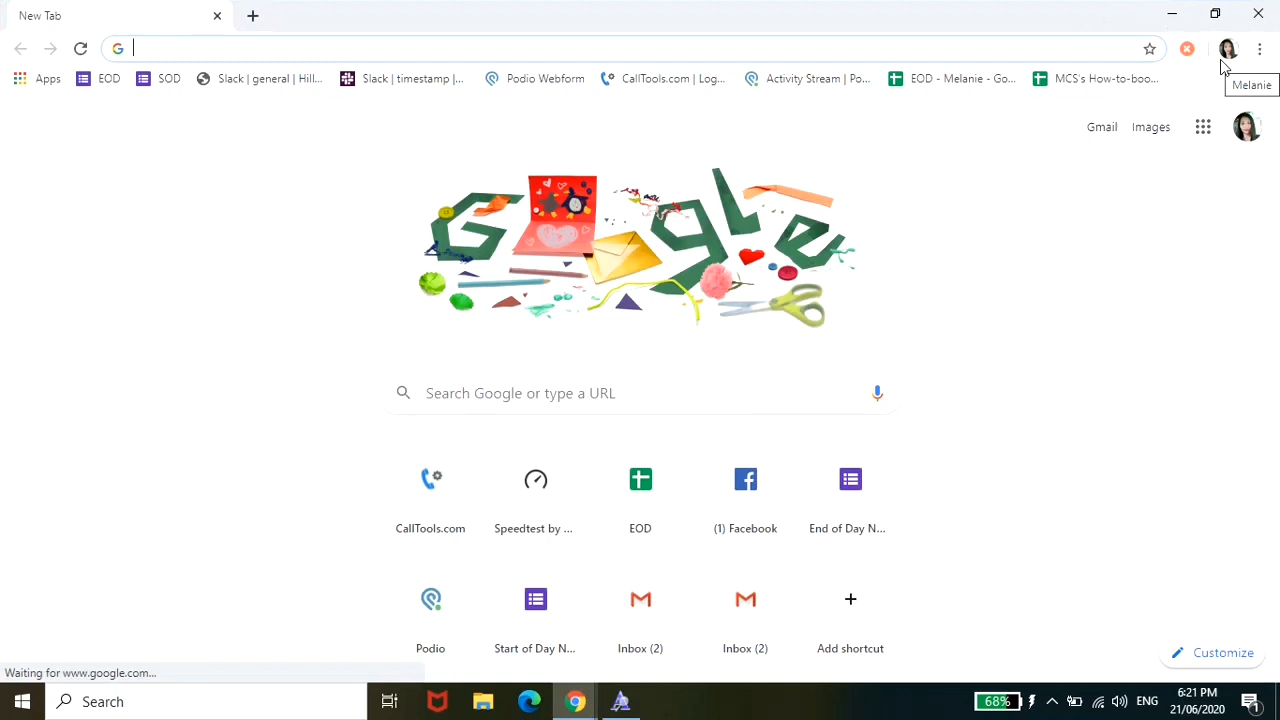 New Tab
Apps EOD SOD Slack | general | Hill... Slack | timestamp |... Podio Webform CallTools.com | Log... Activity Stream | Po... EOD - Melanie - Go... MCS's How-to-boo...
Melanie
Gmail Images
Google
Search Google or type a URL
CallTools.com Speedtest by ... EOD (1) Facebook End of Day N...
Podio Start of Day N... Inbox (2) Inbox (2) Add shortcut
Customize
Waiting for www.google.com...
Search 68% ENG 6:21 PM
21/06/2020
1